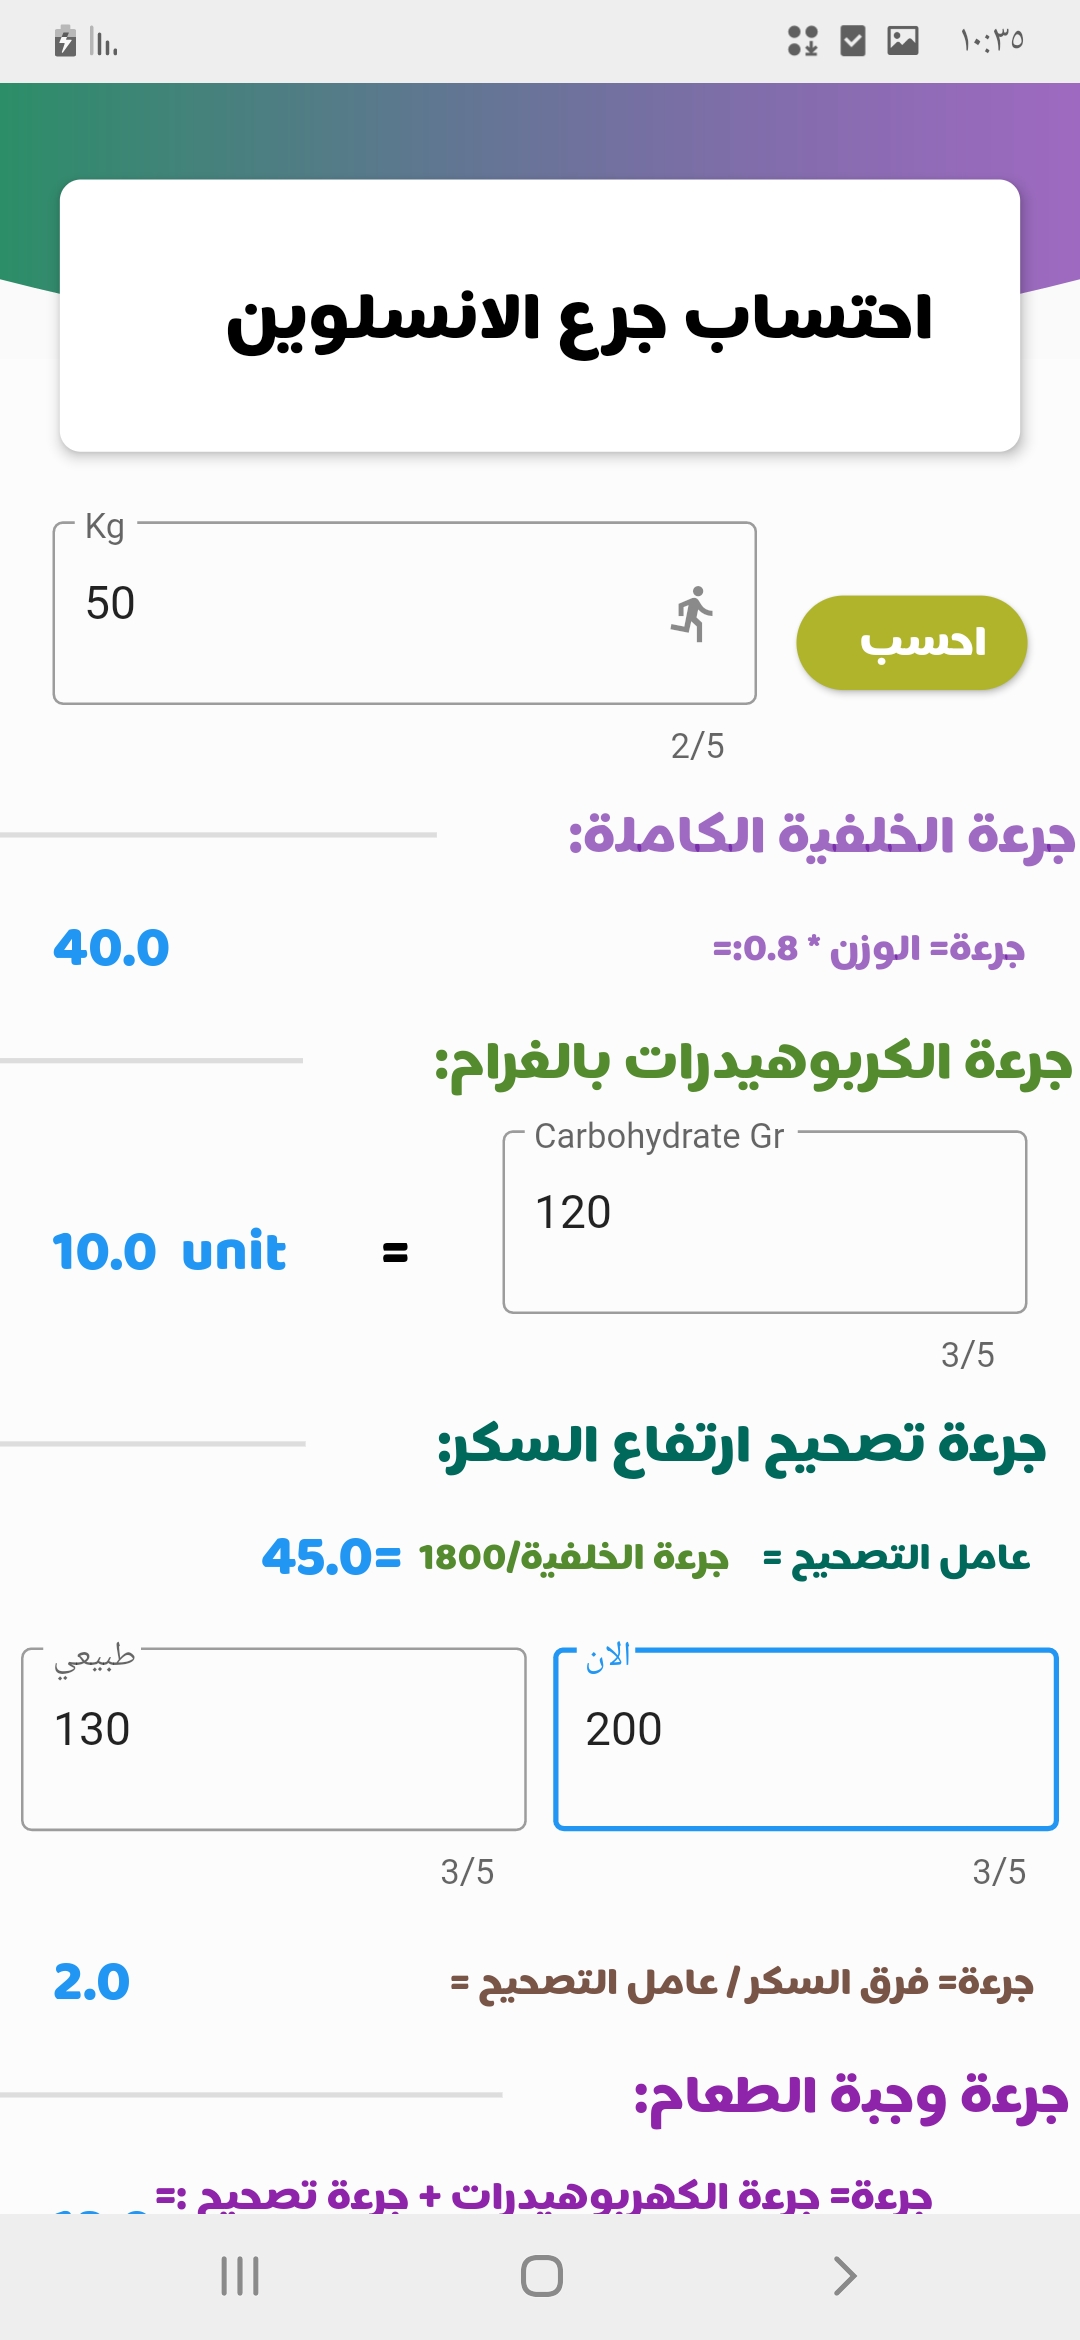 ١٠:٣٥
احتساب جرع الانسلوين
Kg
50
احسب
2/5
جرعة الخلفية الكاملة:
جرعة= الوزن * 0.8:=
40.0
جرعة الكربوهيدرات بالغرام:
Carbohydrate Gr
120
=
10.0 unit
3/5
جرعة تصحيح ارتفاع السكر:
عامل التصحيح = جرعة الخلفية/1800 =45.0
الان
200
طبيعي
130
3/5
3/5
جرعة= فرق السكر / عامل التصحيح =
2.0
جرعة وجبة الطعام:
جرعة= جرعة الكهربوهيدرات + جرعة تصحيح :=